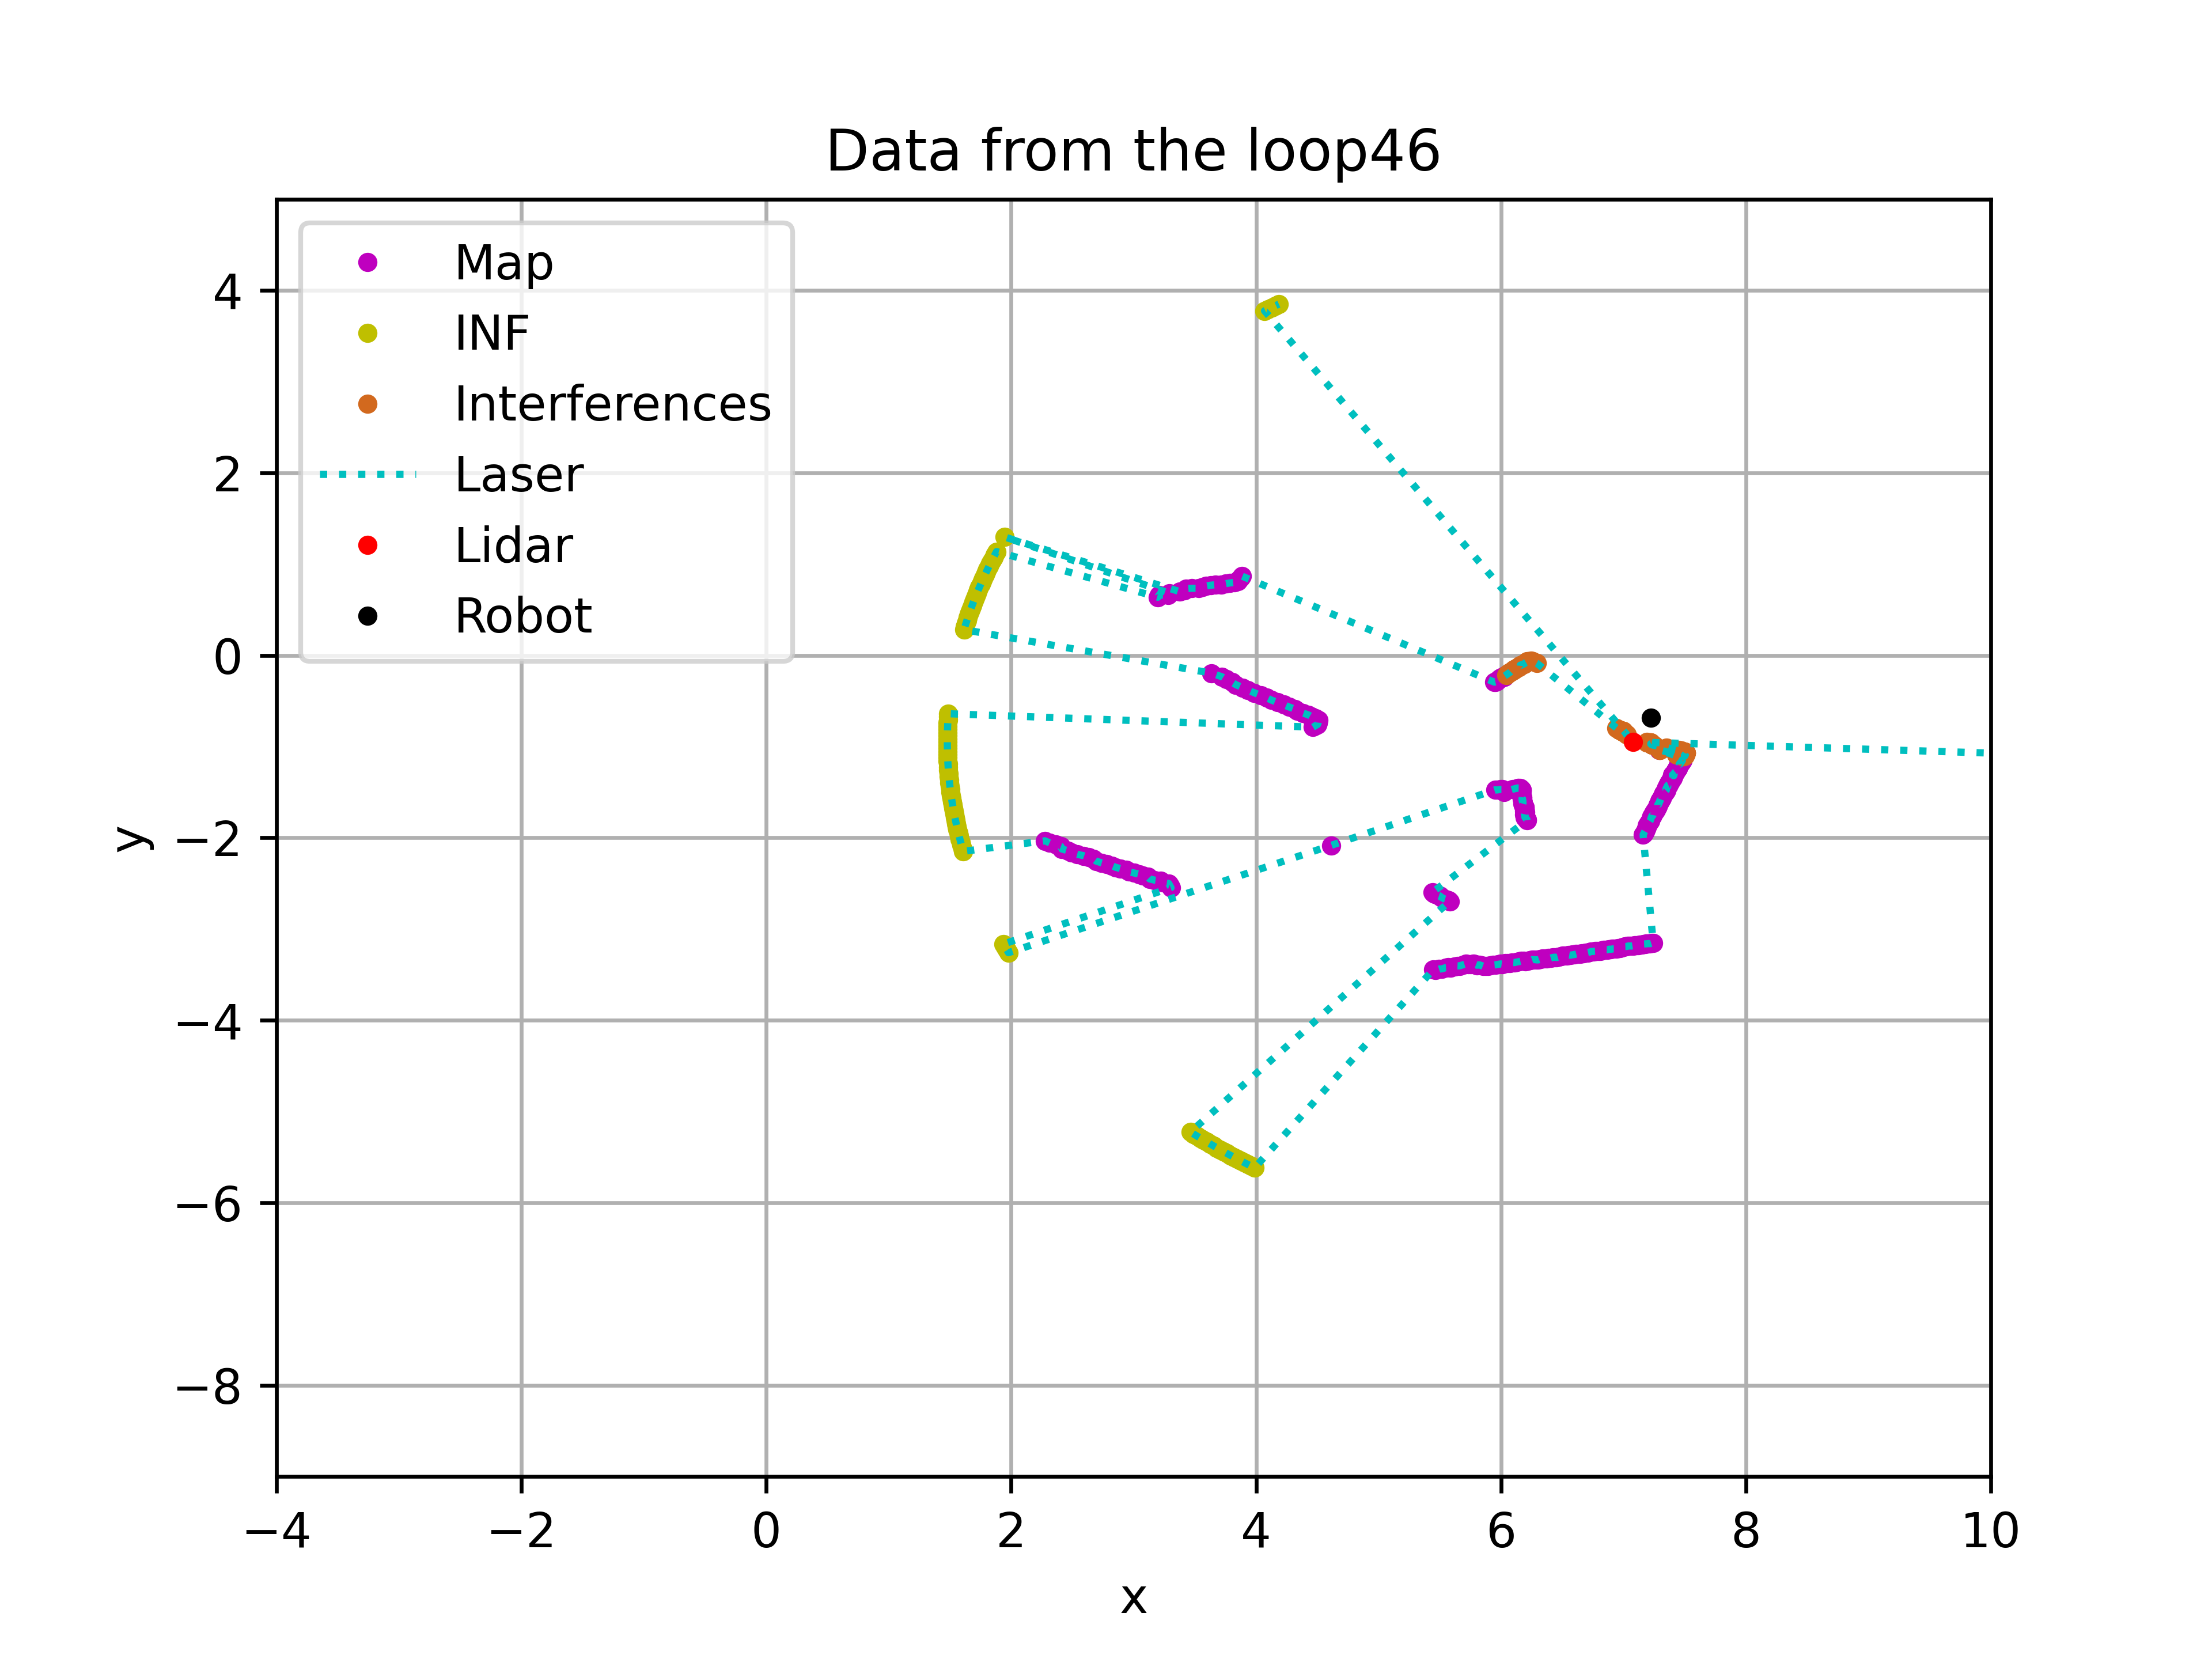 Data from the loop46
Map
INF
Interferences
Laser
Lidar
Robot
4
2
0
−2
−4
−6
−8
y
−4 −2 0 2 4 6 8 10
x